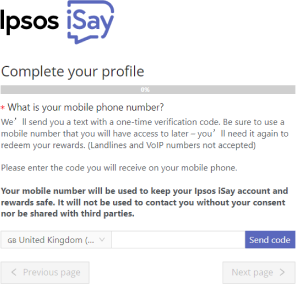 Ipsos iSay
Complete your profile
0%
* What is your mobile phone number?
We'll send you a text with a one-time verification code. Be sure to use a
mobile number that you will have access to later – you'll need it again to
redeem your rewards. (Landlines and VoIP numbers not accepted)
Please enter the code you will receive on your mobile phone.
Your mobile number will be used to keep your Ipsos iSay account and
rewards safe. It will not be used to contact you without your consent
nor be shared with third parties.
GB United Kingdom (... Send code
Previous page Next page